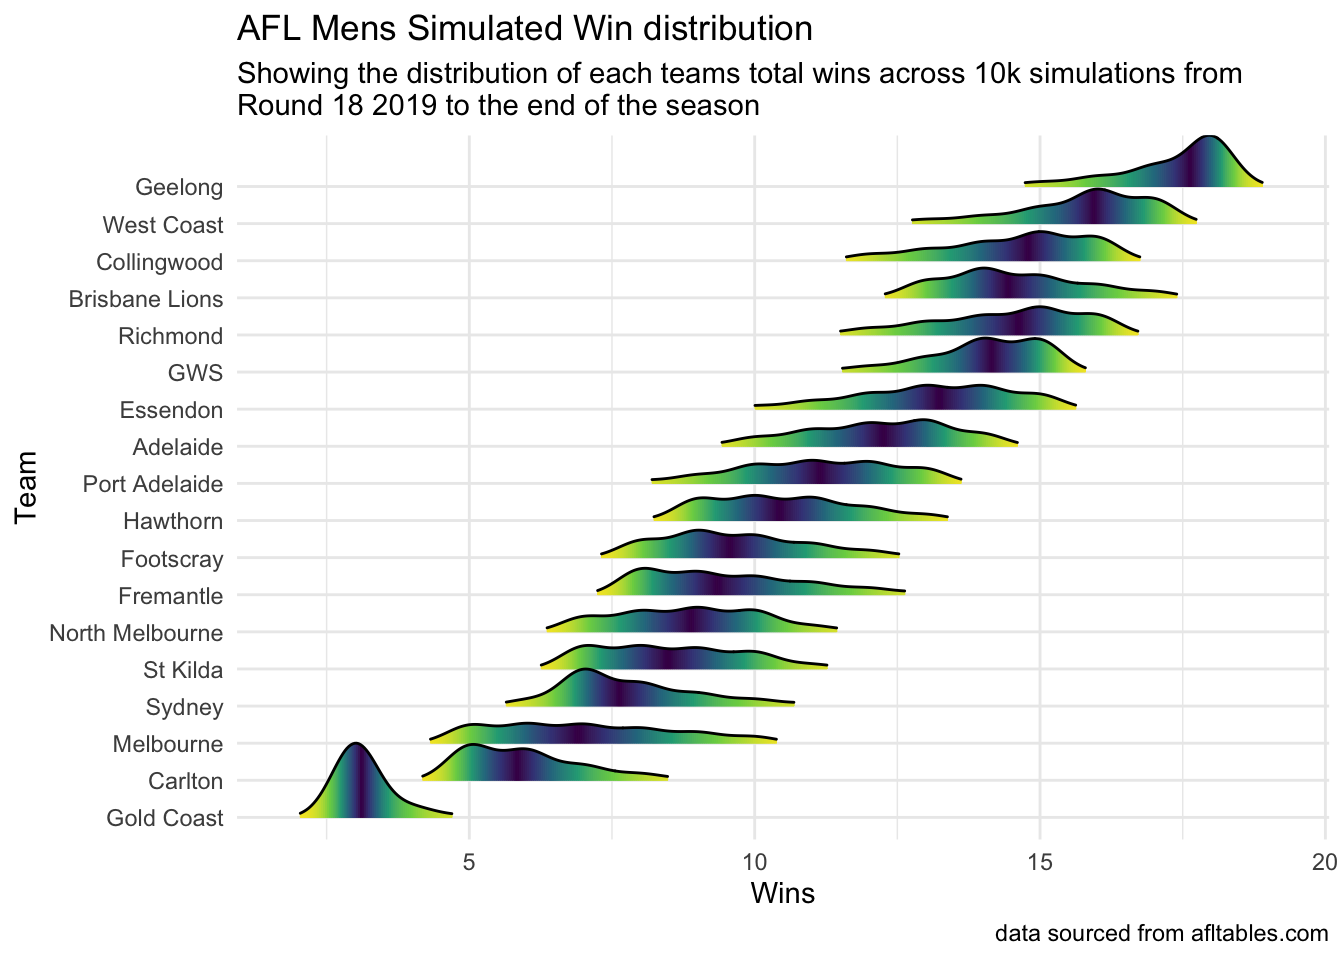 AFL Mens Simulated Win distribution
Showing the distribution of each teams total wins across 10k simulations from
Round 18 2019 to the end of the season
Team
Geelong
West Coast
Collingwood
Brisbane Lions
Richmond
GWS
Essendon
Adelaide
Port Adelaide
Hawthorn
Footscray
Fremantle
North Melbourne
St Kilda
Sydney
Melbourne
Carlton
Gold Coast
5 10 15 20
Wins
data sourced from afltables.com